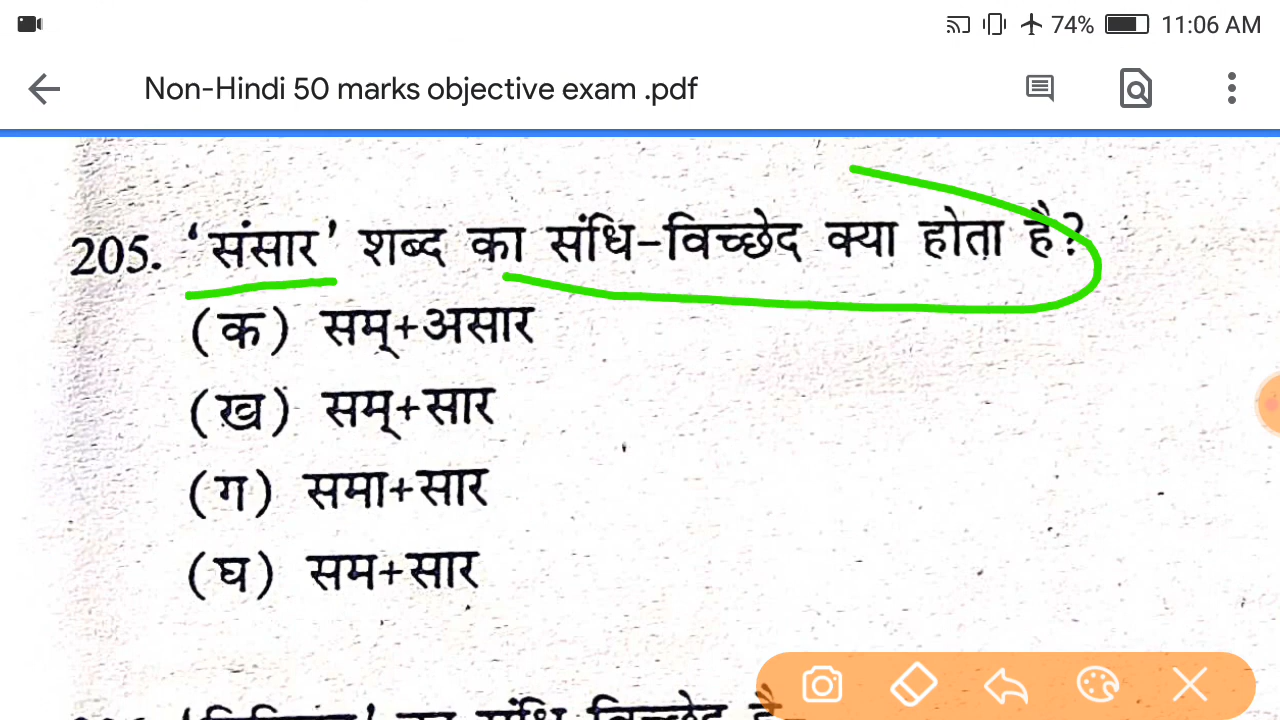 74% 11:06 AM
Non-Hindi 50 marks objective exam .pdf
205. ‘संसार’ शब्द का संधि-विच्छेद क्या होता है?
(क) सम्+असार
(ख) सम्+सार
(ग) समा+सार
(घ) सम+सार